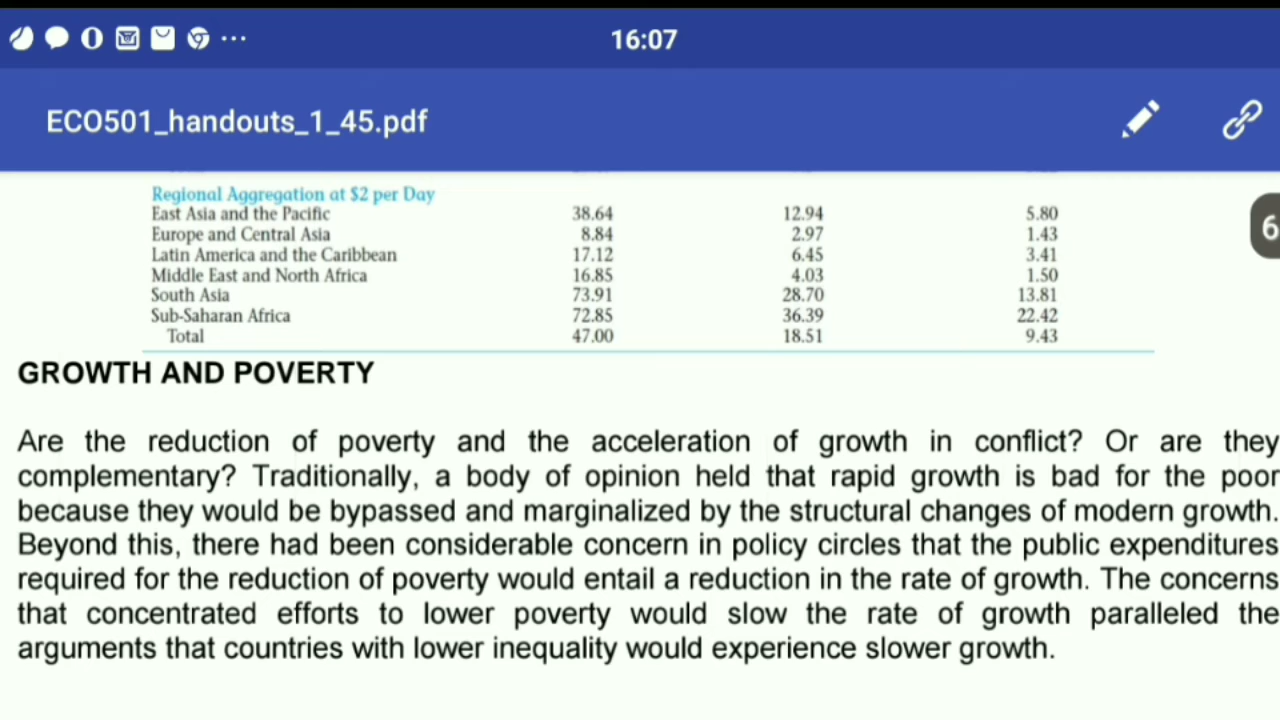 16:07
ECO501_handouts_1_45.pdf
Regional Aggregation at $2 per Day
East Asia and the Pacific 38.64 12.94 5.80
Europe and Central Asia 8.84 2.97 1.43
Latin America and the Caribbean 17.12 6.45 3.41
Middle East and North Africa 16.85 4.03 1.50
South Asia 73.91 28.70 13.81
Sub-Saharan Africa 72.85 36.39 22.42
Total 47.00 18.51 9.43
6
GROWTH AND POVERTY
Are the reduction of poverty and the acceleration of growth in conflict? Or are they
complementary? Traditionally, a body of opinion held that rapid growth is bad for the poor
because they would be bypassed and marginalized by the structural changes of modern growth.
Beyond this, there had been considerable concern in policy circles that the public expenditures
required for the reduction of poverty would entail a reduction in the rate of growth. The concerns
that concentrated efforts to lower poverty would slow the rate of growth paralleled the
arguments that countries with lower inequality would experience slower growth.